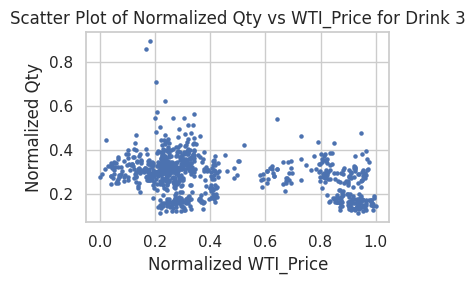 Scatter Plot of Normalized Qty vs WTI_Price for Drink 3
Normalized Qty
0.8
0.6
0.4
0.2
0.0 0.2 0.4 0.6 0.8 1.0
Normalized WTI_Price